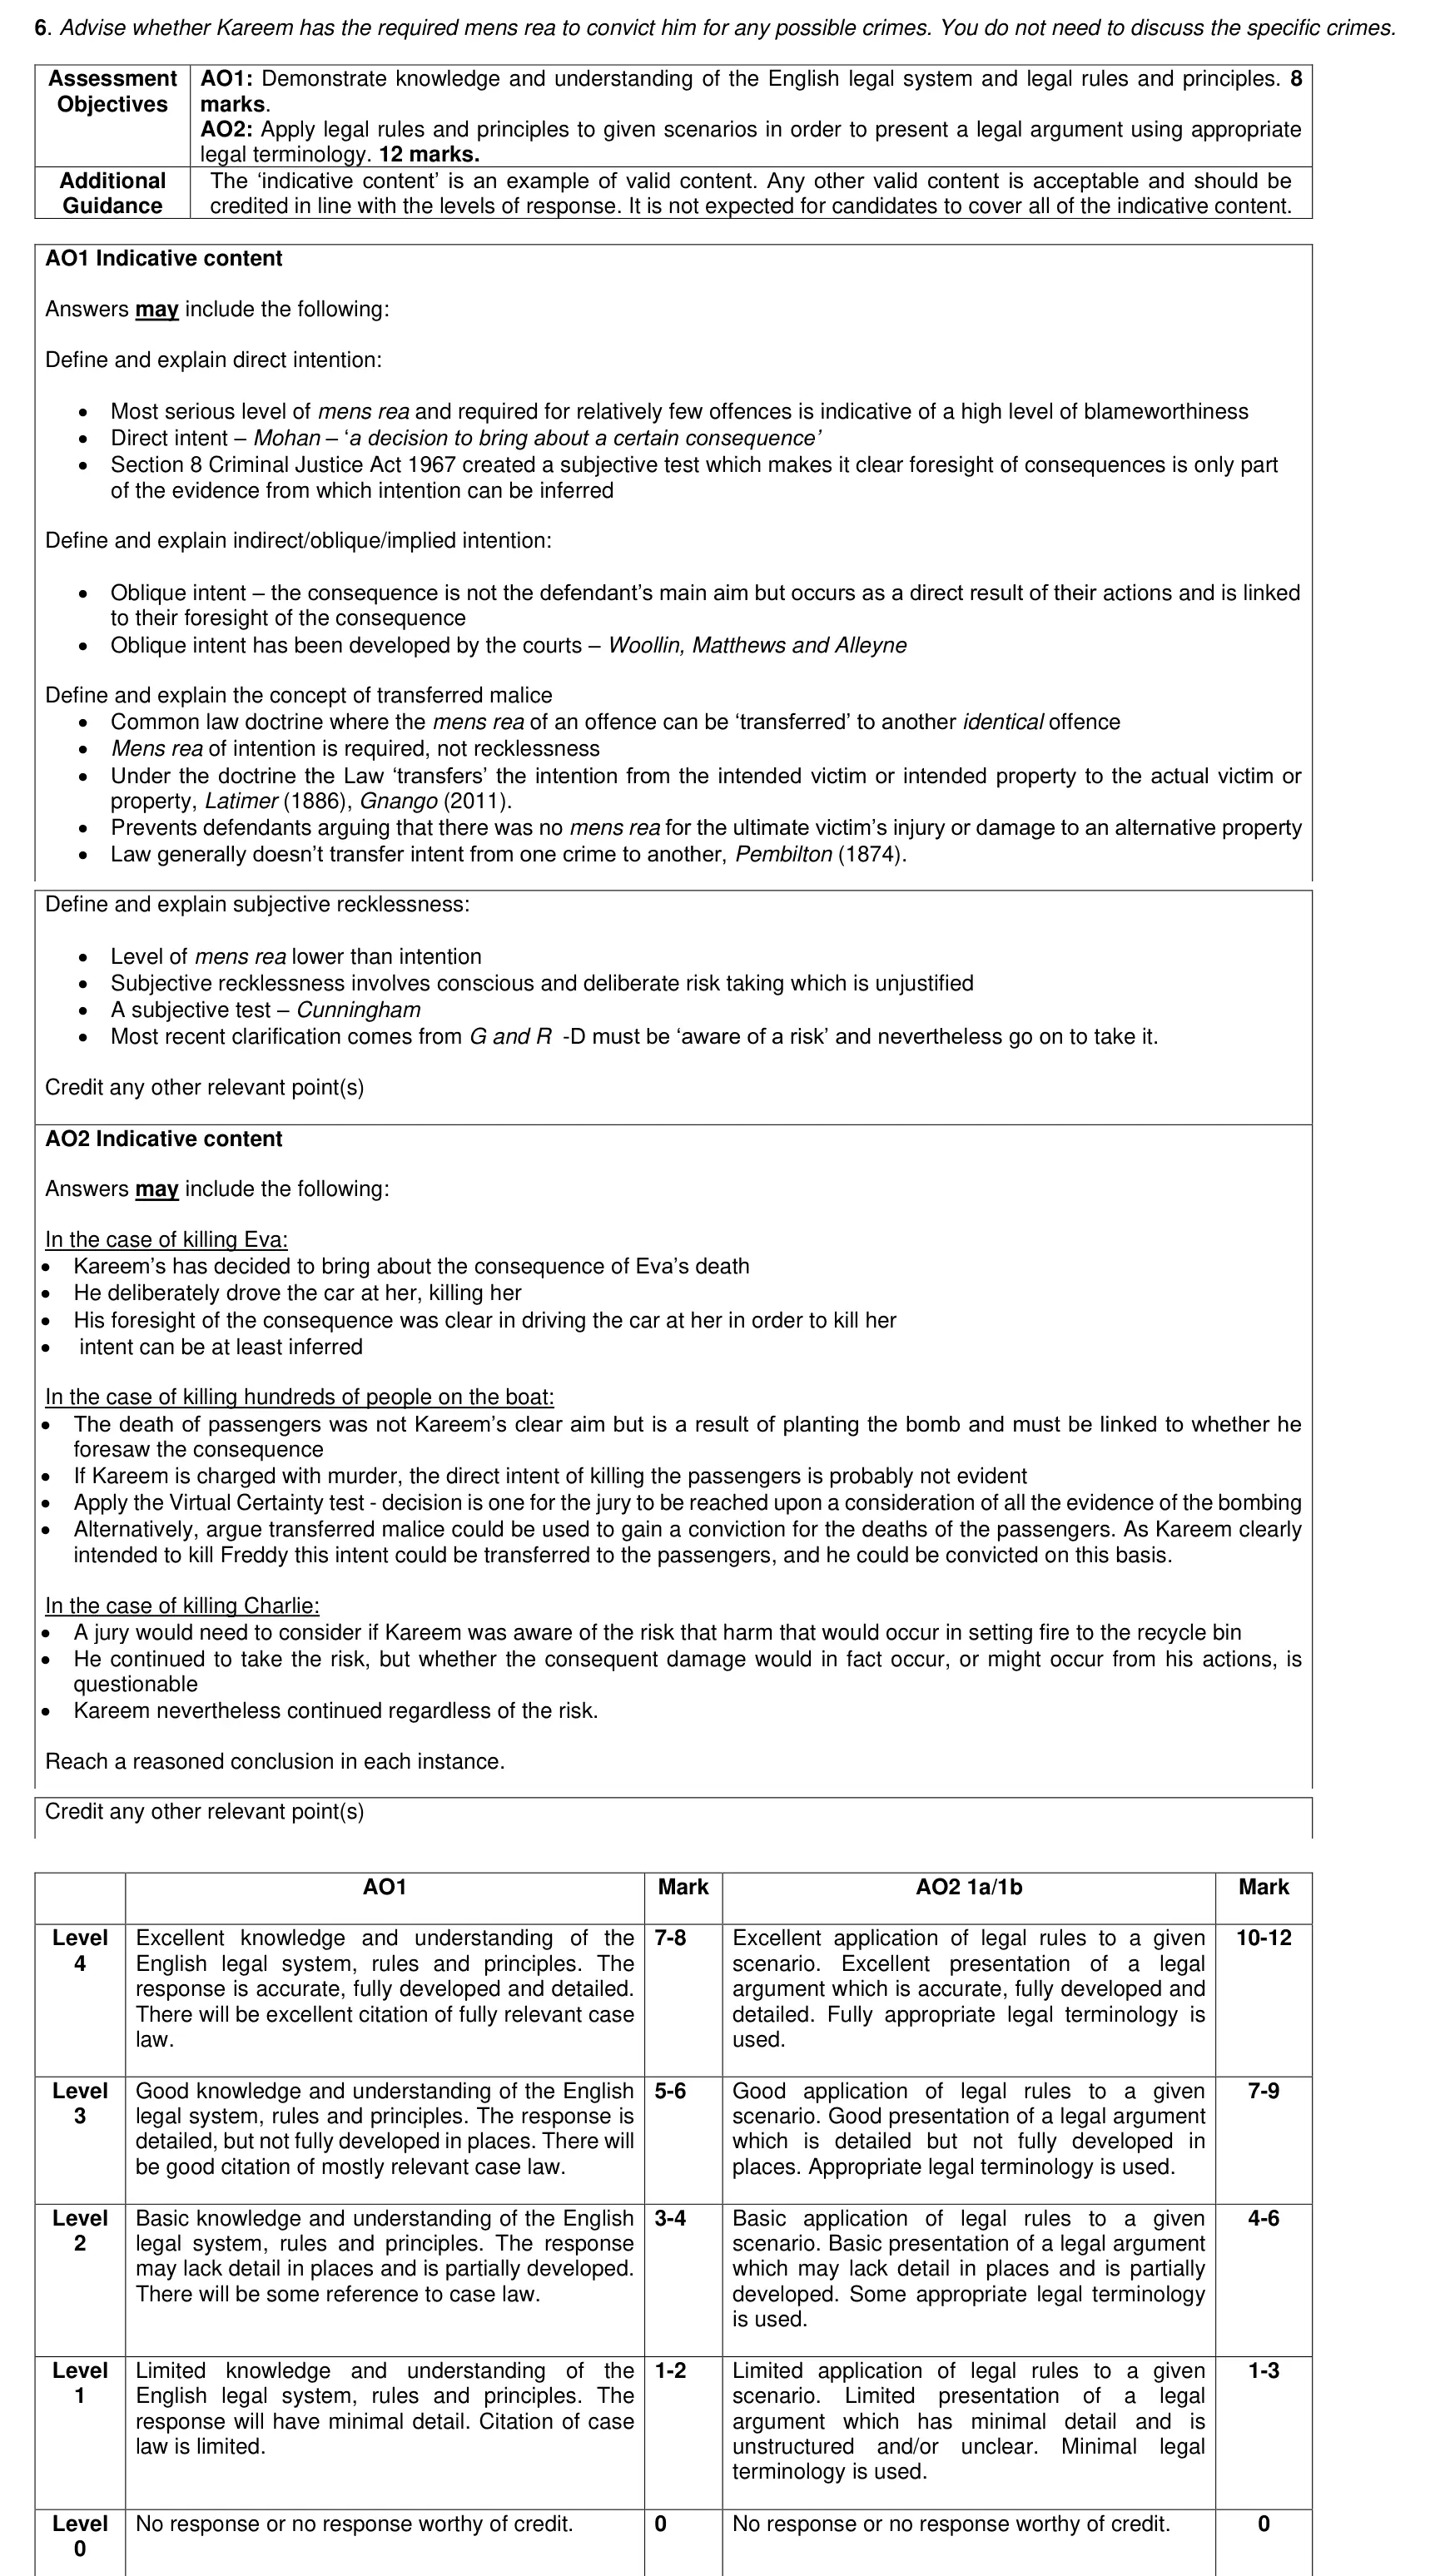 6. Advise whether Kareem has the required mens rea to convict him for any possible crimes. You do not need to discuss the specific crimes.
Assessment Objectives
AO1: Demonstrate knowledge and understanding of the English legal system and legal rules and principles. 8
marks.
AO2: Apply legal rules and principles to given scenarios in order to present a legal argument using appropriate
legal terminology. 12 marks.
Additional Guidance
The ‘indicative content’ is an example of valid content. Any other valid content is acceptable and should be
credited in line with the levels of response. It is not expected for candidates to cover all of the indicative content.
AO1 Indicative content
Answers may include the following:
Define and explain direct intention:
• Most serious level of mens rea and required for relatively few offences is indicative of a high level of blameworthiness
• Direct intent – Mohan – ‘a decision to bring about a certain consequence’
• Section 8 Criminal Justice Act 1967 created a subjective test which makes it clear foresight of consequences is only part
of the evidence from which intention can be inferred
Define and explain indirect/oblique/implied intention:
• Oblique intent – the consequence is not the defendant’s main aim but occurs as a direct result of their actions and is linked
to their foresight of the consequence
• Oblique intent has been developed by the courts – Woollin, Matthews and Alleyne
Define and explain the concept of transferred malice
• Common law doctrine where the mens rea of an offence can be ‘transferred’ to another identical offence
• Mens rea of intention is required, not recklessness
• Under the doctrine the Law ‘transfers’ the intention from the intended victim or intended property to the actual victim or
property, Latimer (1886), Gnango (2011).
• Prevents defendants arguing that there was no mens rea for the ultimate victim’s injury or damage to an alternative property
• Law generally doesn’t transfer intent from one crime to another, Pembilton (1874).
Define and explain subjective recklessness:
• Level of mens rea lower than intention
• Subjective recklessness involves conscious and deliberate risk taking which is unjustified
• A subjective test – Cunningham
• Most recent clarification comes from G and R -D must be ‘aware of a risk’ and nevertheless go on to take it.
Credit any other relevant point(s)
AO2 Indicative content
Answers may include the following:
In the case of killing Eva:
• Kareem’s has decided to bring about the consequence of Eva’s death
• He deliberately drove the car at her, killing her
• His foresight of the consequence was clear in driving the car at her in order to kill her
• intent can be at least inferred
In the case of killing hundreds of people on the boat:
• The death of passengers was not Kareem’s clear aim but is a result of planting the bomb and must be linked to whether he
foresaw the consequence
• If Kareem is charged with murder, the direct intent of killing the passengers is probably not evident
• Apply the Virtual Certainty test - decision is one for the jury to be reached upon a consideration of all the evidence of the bombing
• Alternatively, argue transferred malice could be used to gain a conviction for the deaths of the passengers. As Kareem clearly
intended to kill Freddy this intent could be transferred to the passengers, and he could be convicted on this basis.
In the case of killing Charlie:
• A jury would need to consider if Kareem was aware of the risk that harm that would occur in setting fire to the recycle bin
• He continued to take the risk, but whether the consequent damage would in fact occur, or might occur from his actions, is
questionable
• Kareem nevertheless continued regardless of the risk.
Reach a reasoned conclusion in each instance.
Credit any other relevant point(s)
AO1 Mark AO2 1a/1b Mark
Level 4
Excellent knowledge and understanding of the
English legal system, rules and principles. The
response is accurate, fully developed and detailed.
There will be excellent citation of fully relevant case
law.
7-8
Excellent application of legal rules to a given
scenario. Excellent presentation of a legal
argument which is accurate, fully developed and
detailed. Fully appropriate legal terminology is
used.
10-12
Level 3
Good knowledge and understanding of the English
legal system, rules and principles. The response is
detailed, but not fully developed in places. There will
be good citation of mostly relevant case law.
5-6
Good application of legal rules to a given
scenario. Good presentation of a legal argument
which is detailed but not fully developed in
places. Appropriate legal terminology is used.
7-9
Level 2
Basic knowledge and understanding of the English
legal system, rules and principles. The response
may lack detail in places and is partially developed.
There will be some reference to case law.
3-4
Basic application of legal rules to a given
scenario. Basic presentation of a legal argument
which may lack detail in places and is partially
developed. Some appropriate legal terminology
is used.
4-6
Level 1
Limited knowledge and understanding of the
English legal system, rules and principles. The
response will have minimal detail. Citation of case
law is limited.
1-2
Limited application of legal rules to a given
scenario. Limited presentation of a legal
argument which has minimal detail and is
unstructured and/or unclear. Minimal legal
terminology is used.
1-3
Level 0
No response or no response worthy of credit.
0
No response or no response worthy of credit.
0